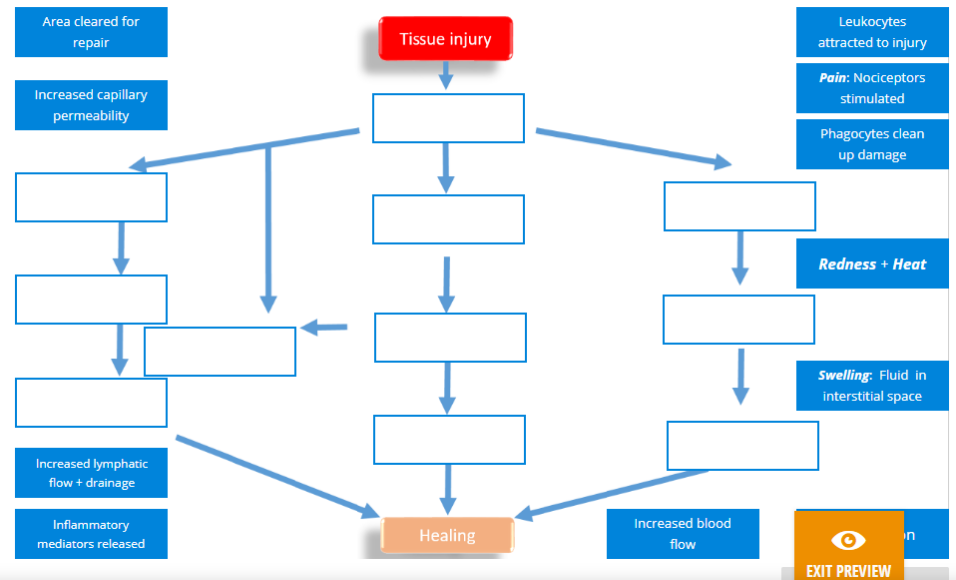 Area cleared for
repair
Tissue injury
Leukocytes
attracted to injury
Increased capillary
permeability
Pain: Nociceptors
stimulated
Phagocytes clean
up damage
Redness + Heat
Swelling: Fluid in
interstitial space
Increased lymphatic
flow + drainage
Inflammatory
mediators released
Healing
Increased blood
flow
EXIT PREVIEW